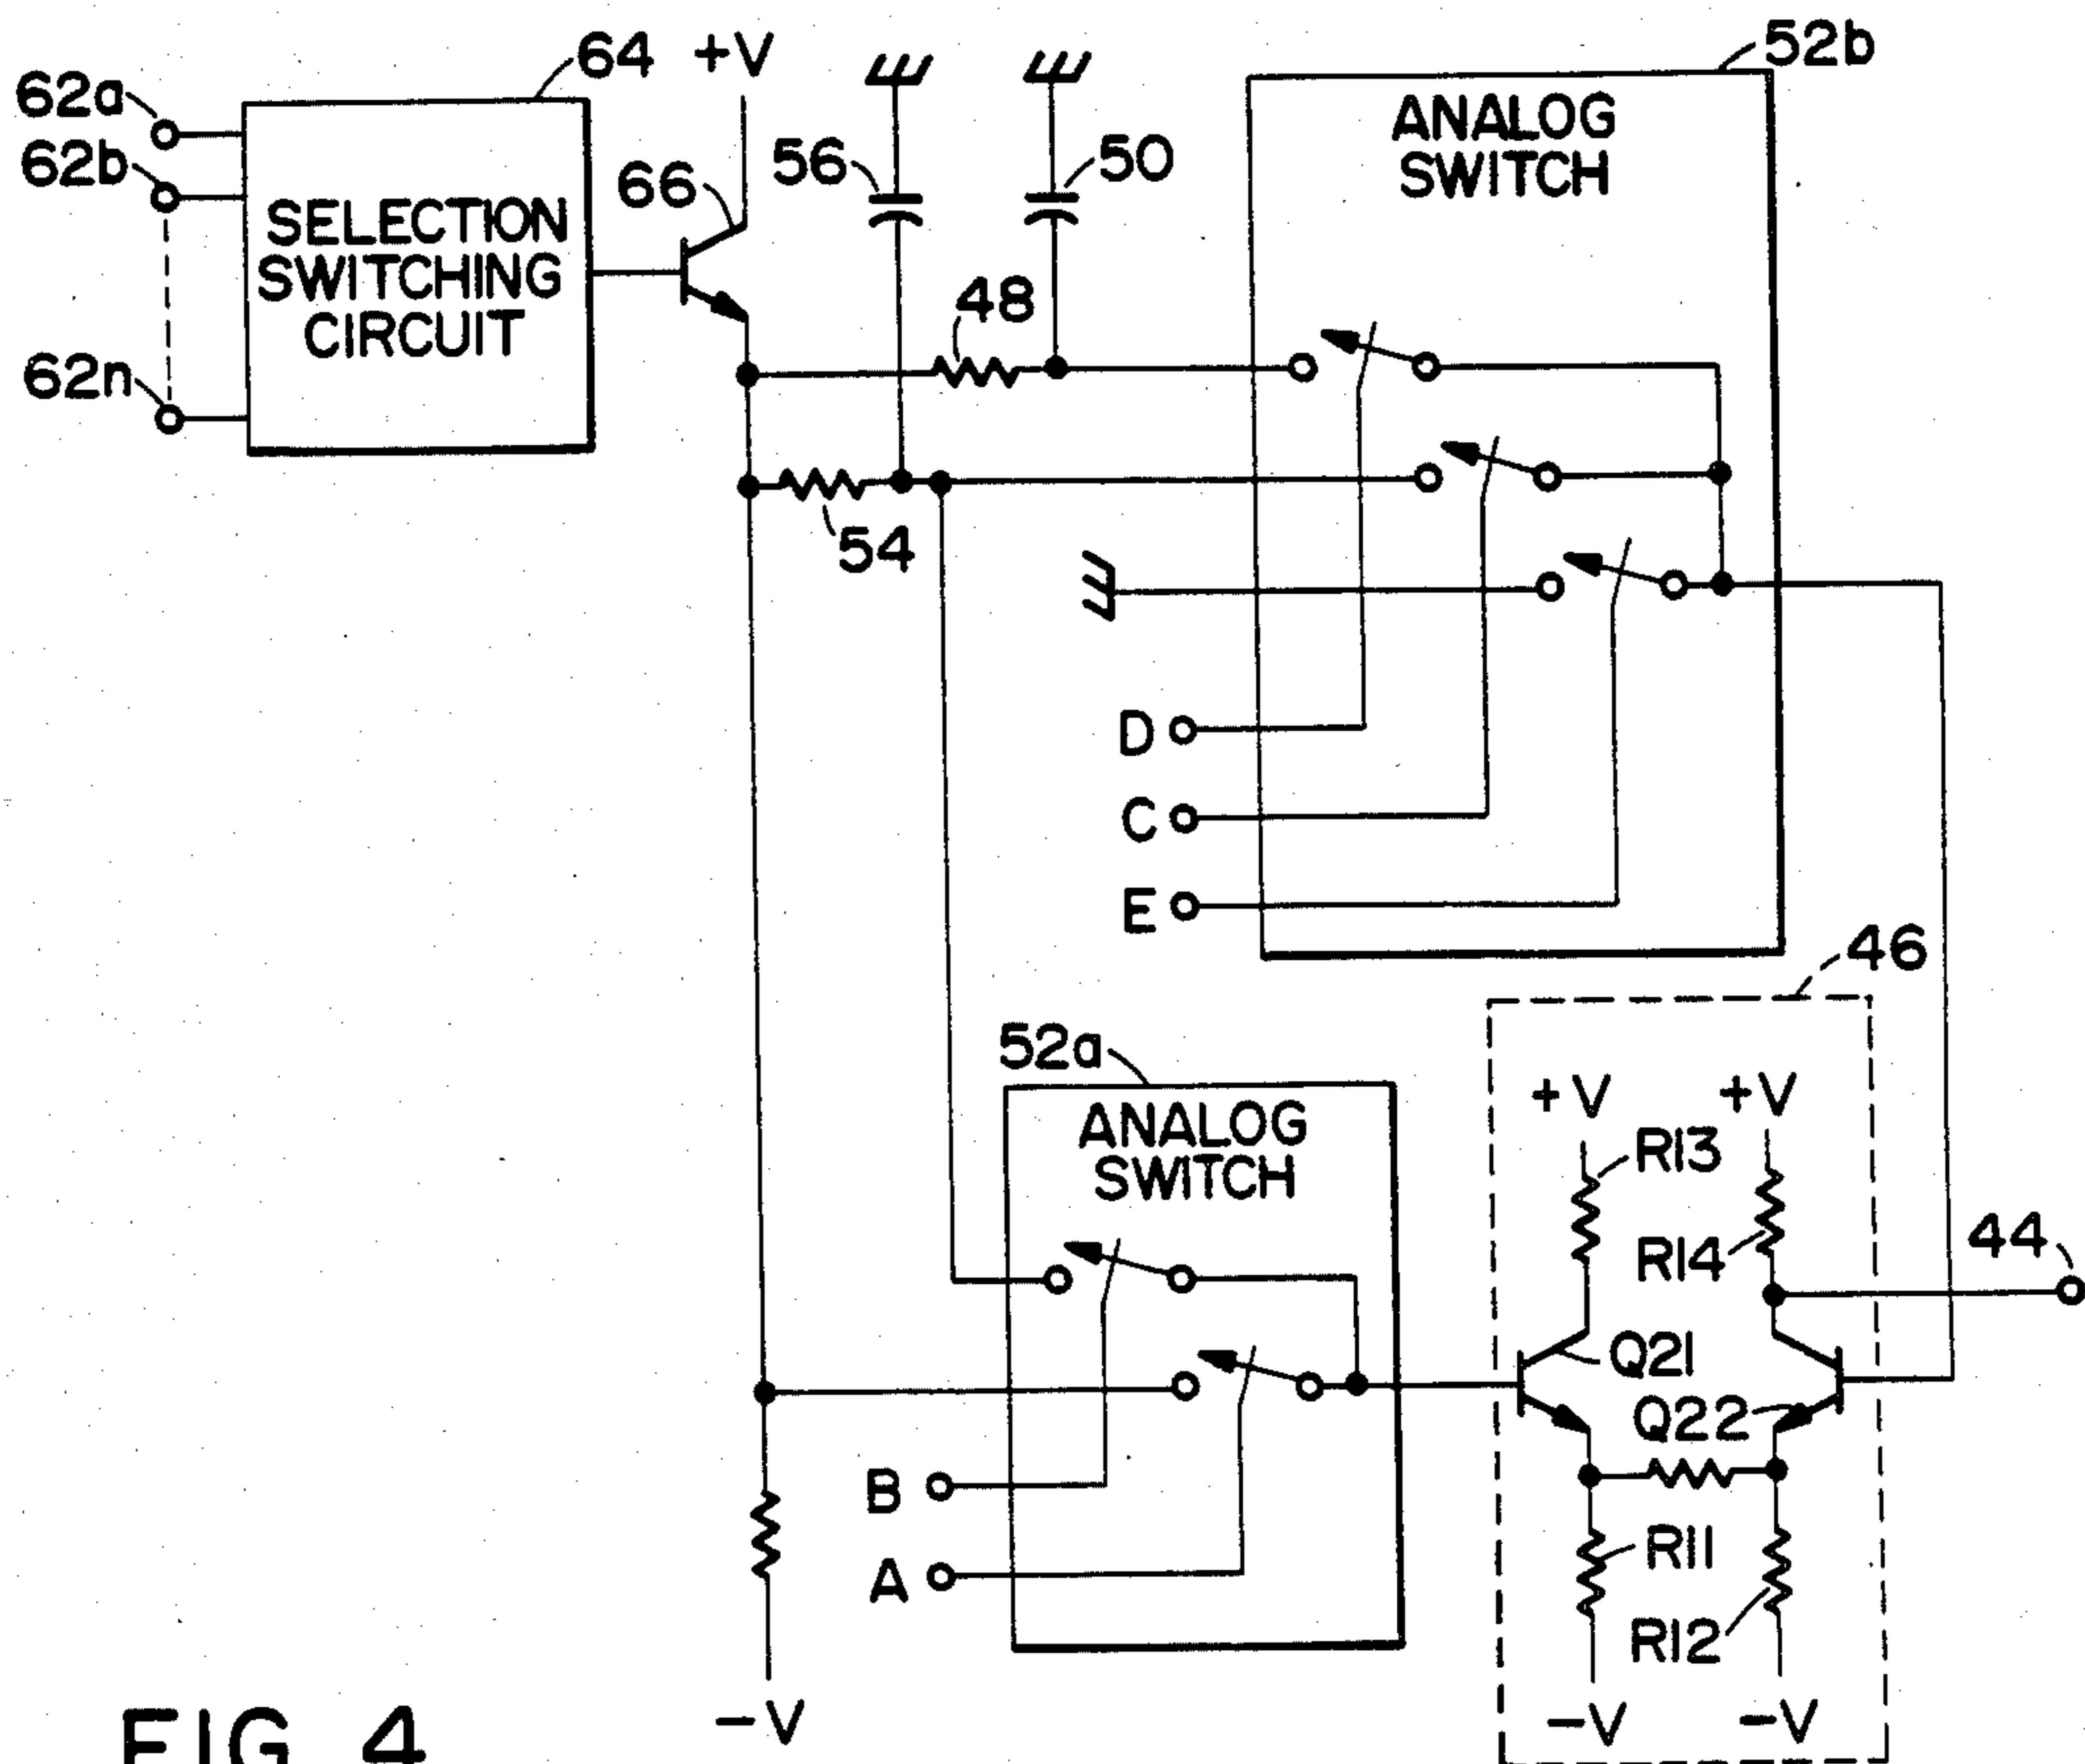 64
+V
52b
62a
ANALOG
SWITCH
62b
56
50
66
SELECTION
SWITCHING
CIRCUIT
48
62n
54
D
C
E
46
52a
+V
+V
ANALOG
SWITCH
R13
R14
44
Q21
Q22
B
A
R11
R12
-V
-V
-V
FIG. 4